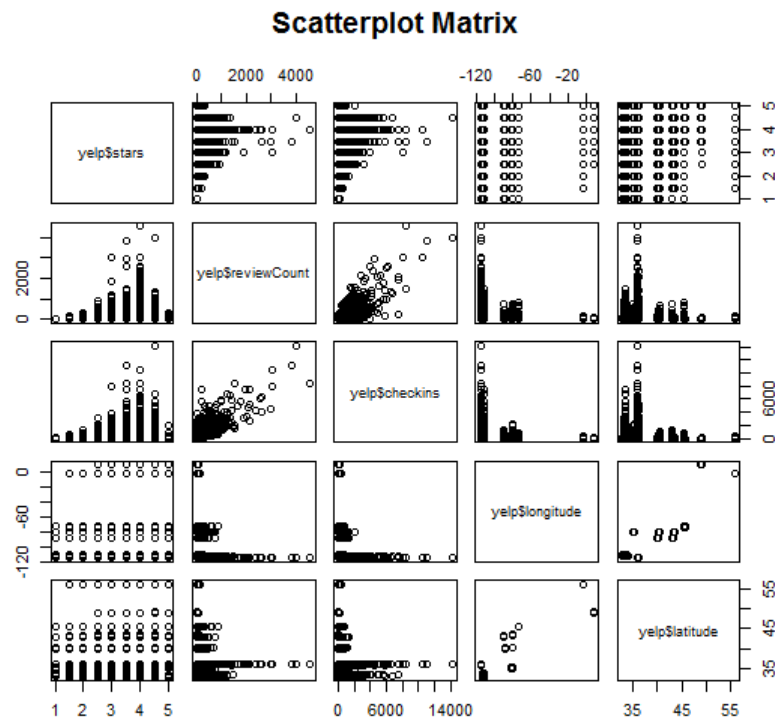 Scatterplot Matrix
0 2000 4000
-120 -60 -20
yelp$stars
1 2 3 4 5
0 2000
yelp$reviewCount
yelp$checkins
0 6000
-120 -60 0
yelp$longitude
yelp$latitude
35 45 55
1 2 3 4 5
0 6000 14000
35 45 55